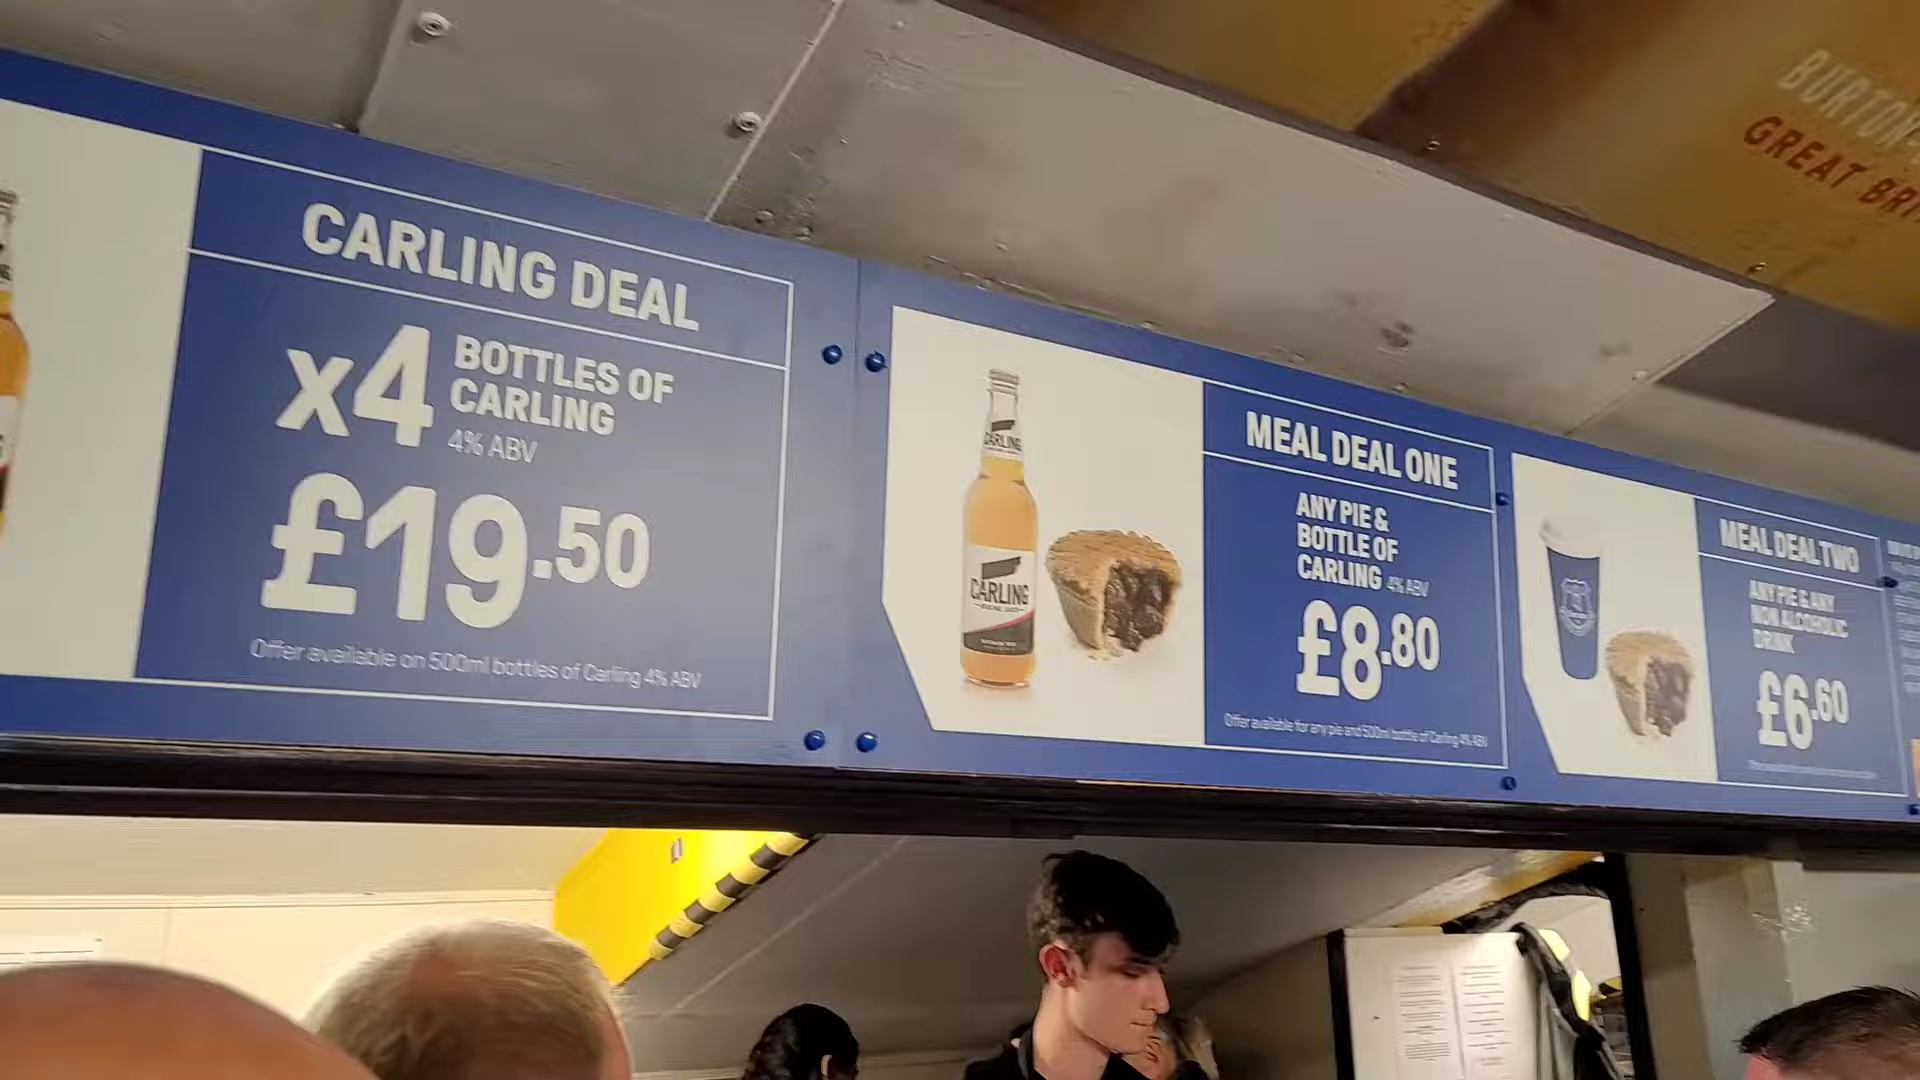 BURTON
GREAT BRI
CARLING DEAL
x4 BOTTLES OF
CARLING
4% ABV
£19.50
Offer available on 500ml bottles of Carling 4% ABV
CARLING
CARLING
MEAL DEAL ONE
ANY PIE &
BOTTLE OF
CARLING 4% ABV
£8.80
Offer available for any pie and 500ml bottle of Carling 4% ABV
MEAL DEAL TWO
ANY PIE & ANY
NON ALCOHOLIC
DRINK
£6.60